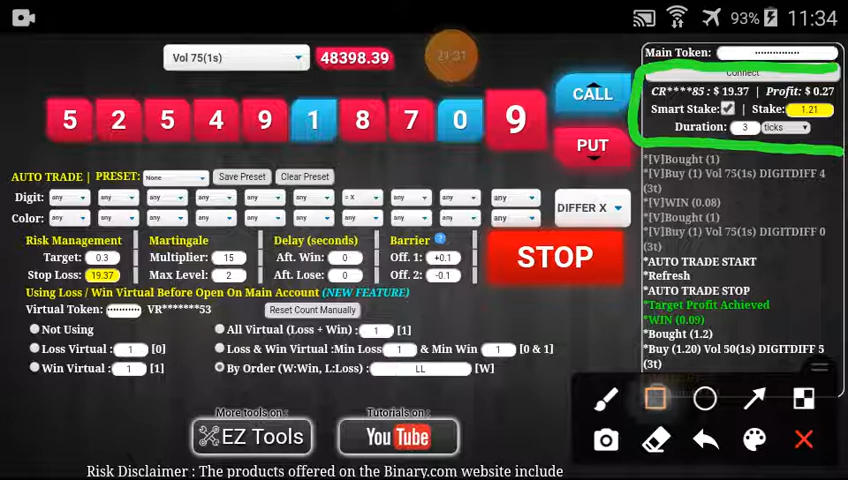 93% 11:34
Vol 75(1s) 48398.39 21:31
Main Token: ***************
Connect
CR****85 : $ 19.37 | Profit: $ 0.27
Smart Stake: | Stake: 1.21
Duration: 3 ticks
CALL
5 2 5 4 9 1 8 7 0 9
PUT
AUTO TRADE | PRESET: None Save Preset Clear Preset
Digit: any any any any any any = X any any any
DIFFER X
Color: any any any any any any any any any any
Risk Management Martingale Delay (seconds) Barrier ?
Target: 0.3 Multiplier: 15 Aft. Win: 0 Off. 1: +0.1
Stop Loss: 19.37 Max Level: 2 Aft. Loss: 0 Off. 2: -0.1
STOP
Using Loss / Win Virtual Before Open On Main Account (NEW FEATURE)
Virtual Token: *********** VR*******53 Reset Count Manually
Not Using All Virtual (Loss + Win) : 1 [1]
Loss Virtual : 1 [0] Loss & Win Virtual :Min Loss 1 & Min Win 1 [0 & 1]
Win Virtual : 1 [1] By Order (W:Win, L:Loss) : LL [W]
*[V]Bought (1)
*[V]Buy (1) Vol 75(1s) DIGITDIFF 4
(3t)
*[V]WIN (0.08)
*[V]Bought (1)
*[V]Buy (1) Vol 75(1s) DIGITDIFF 0
(3t)
*AUTO TRADE START
*Refresh
*AUTO TRADE STOP
*Target Profit Achieved
*WIN (0.09)
*Bought (1.2)
*Buy (1.20) Vol 50(1s) DIGITDIFF 5
(3t)
More tools on :
EZ Tools
Tutorials on :
YouTube
Risk Disclaimer : The products offered on the Binary.com website include